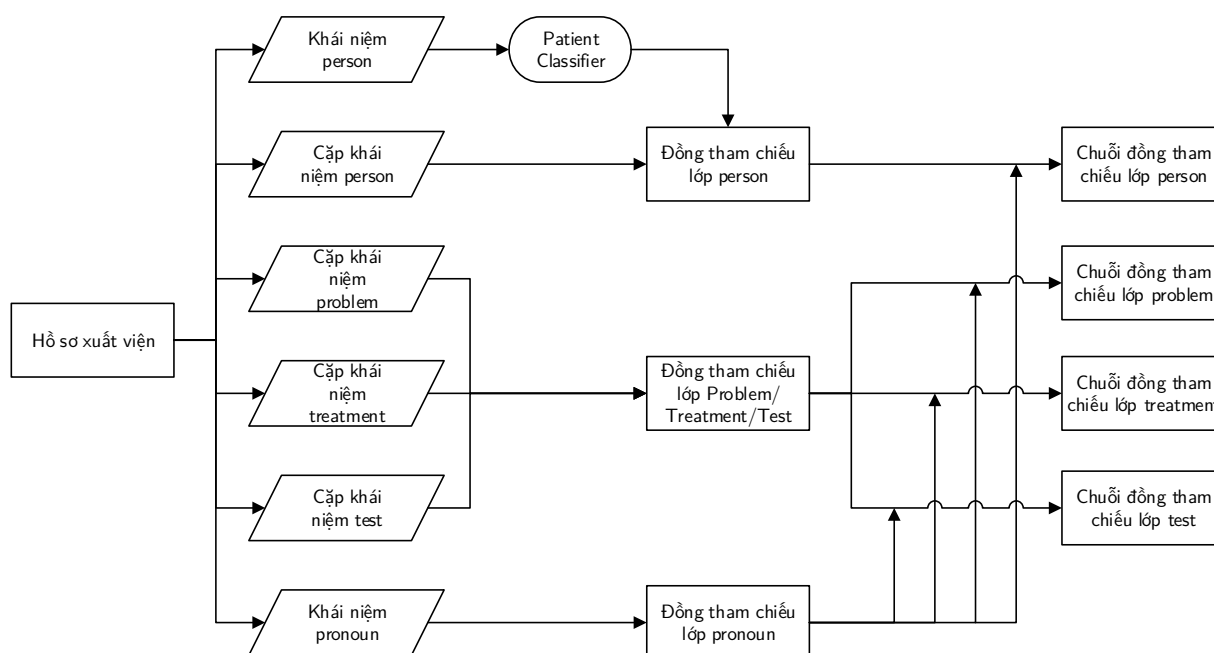 Khái niệm
person
Patient
Classifier
Cặp khái
niệm person
Đồng tham chiếu
lớp person
Chuỗi đồng tham
chiếu lớp person
Cặp khái
niệm
problem
Chuỗi đồng tham
chiếu lớp problem
Hồ sơ xuất viện
Cặp khái
niệm
treatment
Đồng tham chiếu
lớp Problem/
Treatment/Test
Chuỗi đồng tham
chiếu lớp treatment
Cặp khái
niệm test
Chuỗi đồng tham
chiếu lớp test
Khái niệm
pronoun
Đồng tham chiếu
lớp pronoun